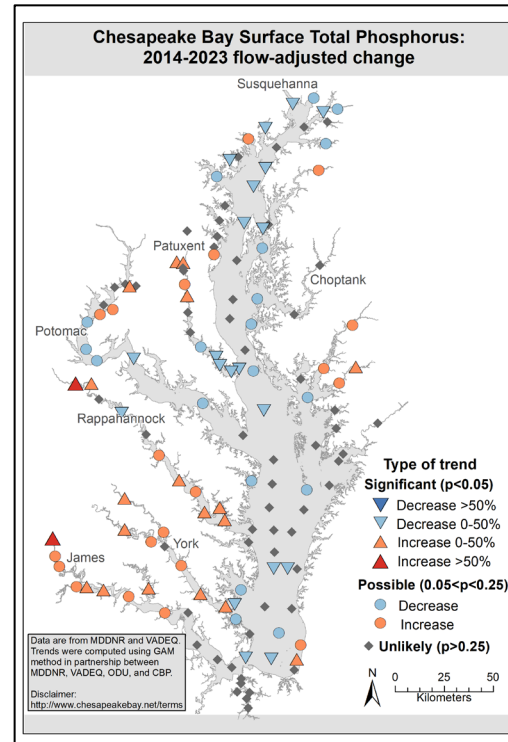 Chesapeake Bay Surface Total Phosphorus:
2014-2023 flow-adjusted change
Susquehanna
Patuxent
Choptank
Potomac
Rappahannock
York
James
Type of trend
Significant (p<0.05)
Decrease >50%
Decrease 0-50%
Increase 0-50%
Increase >50%
Possible (0.05<p<0.25)
Decrease
Increase
Unlikely (p>0.25)
N
0 25 50
Kilometers
Data are from MDDNR and VADEQ.
Trends were computed using GAM
method in partnership between
MDDNR, VADEQ, ODU, and CBP.
Disclaimer:
http://www.chesapeakebay.net/terms